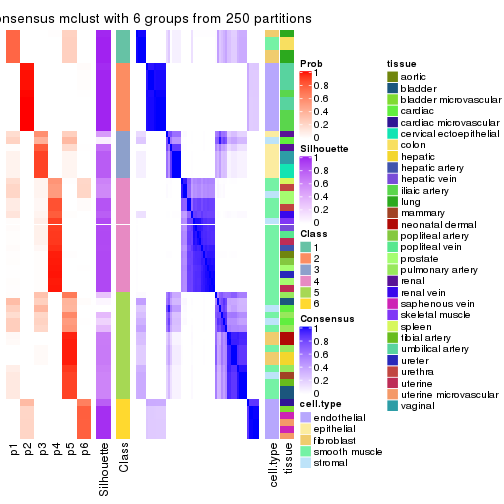 onsensus mclust with 6 groups from 250 partitions
p1
p2
p3
p4
p5
p6
Silhouette
Class
cell.type
tissue
Prob
1
0.8
0.6
0.4
0.2
0
Silhouette
1
0.8
0.6
0.4
0.2
0
Class
1
2
3
4
5
6
Consensus
1
0.8
0.6
0.4
0.2
0
cell.type
endothelial
epithelial
fibroblast
smooth muscle
stromal
tissue
aortic
bladder
bladder microvascular
cardiac
cardiac microvascular
cervical ectoepithelial
colon
hepatic
hepatic artery
hepatic vein
iliaic artery
lung
mammary
neonatal dermal
popliteal artery
popliteal vein
prostate
pulmonary artery
renal
renal vein
saphenous vein
skeletal muscle
spleen
tibial artery
umbilical artery
ureter
urethra
uterine
uterine microvascular
vaginal